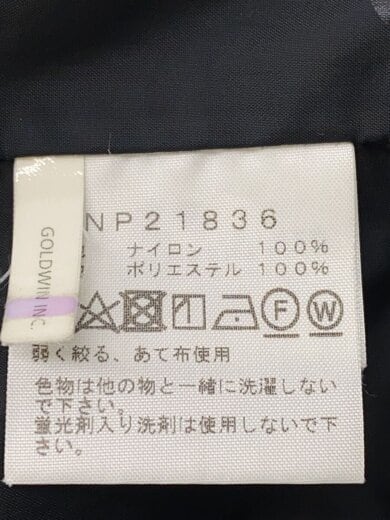 NP21836
ナイロン 100%
ポリエステル 100%
F W
弱く絞る、あて布使用
色物は他の物と一緒に洗濯しない
で下さい。
蛍光剤入り洗剤は使用しないで下
さい。
GOLDWIN INC.